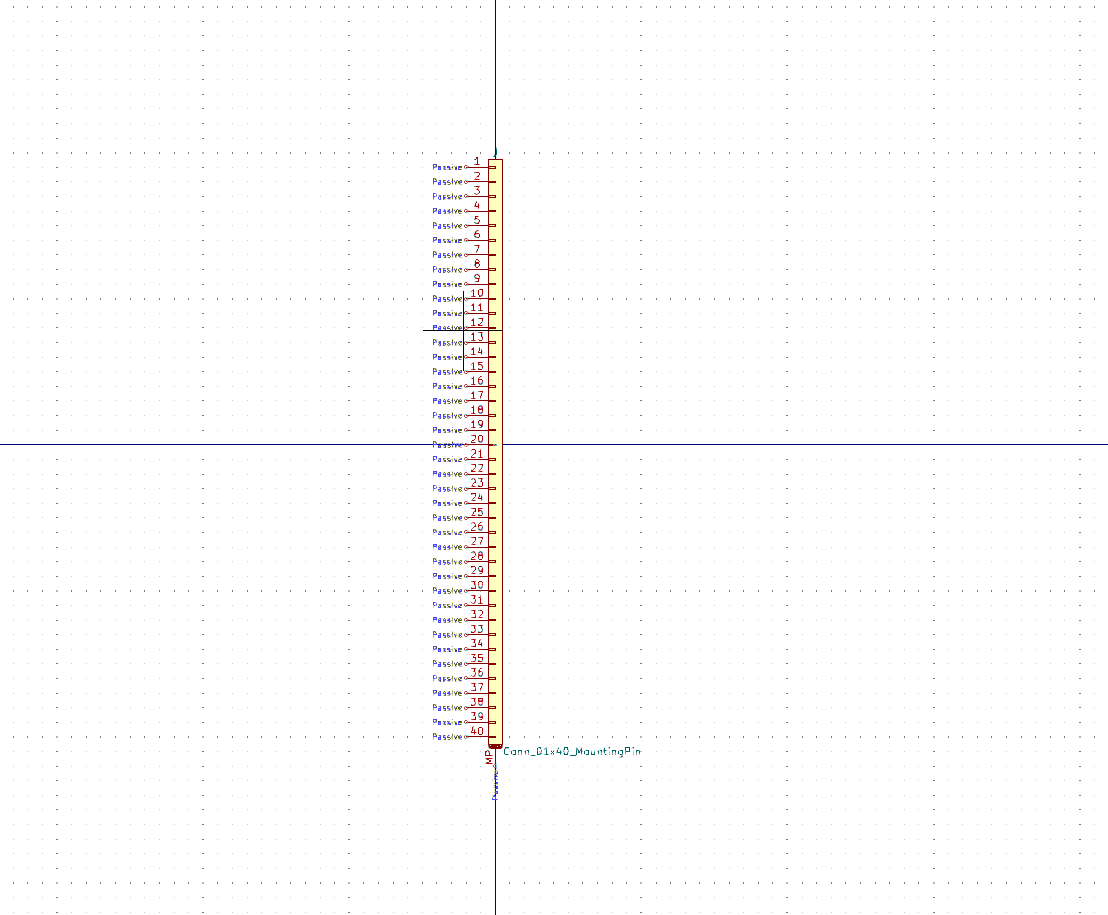 J
Passive 1
Passive 2
Passive 3
Passive 4
Passive 5
Passive 6
Passive 7
Passive 8
Passive 9
Passive 10
Passive 11
Passive 12
Passive 13
Passive 14
Passive 15
Passive 16
Passive 17
Passive 18
Passive 19
Passive 20
Passive 21
Passive 22
Passive 23
Passive 24
Passive 25
Passive 26
Passive 27
Passive 28
Passive 29
Passive 30
Passive 31
Passive 32
Passive 33
Passive 34
Passive 35
Passive 36
Passive 37
Passive 38
Passive 39
Passive 40
MP Conn_01x40_MountingPin
Passive